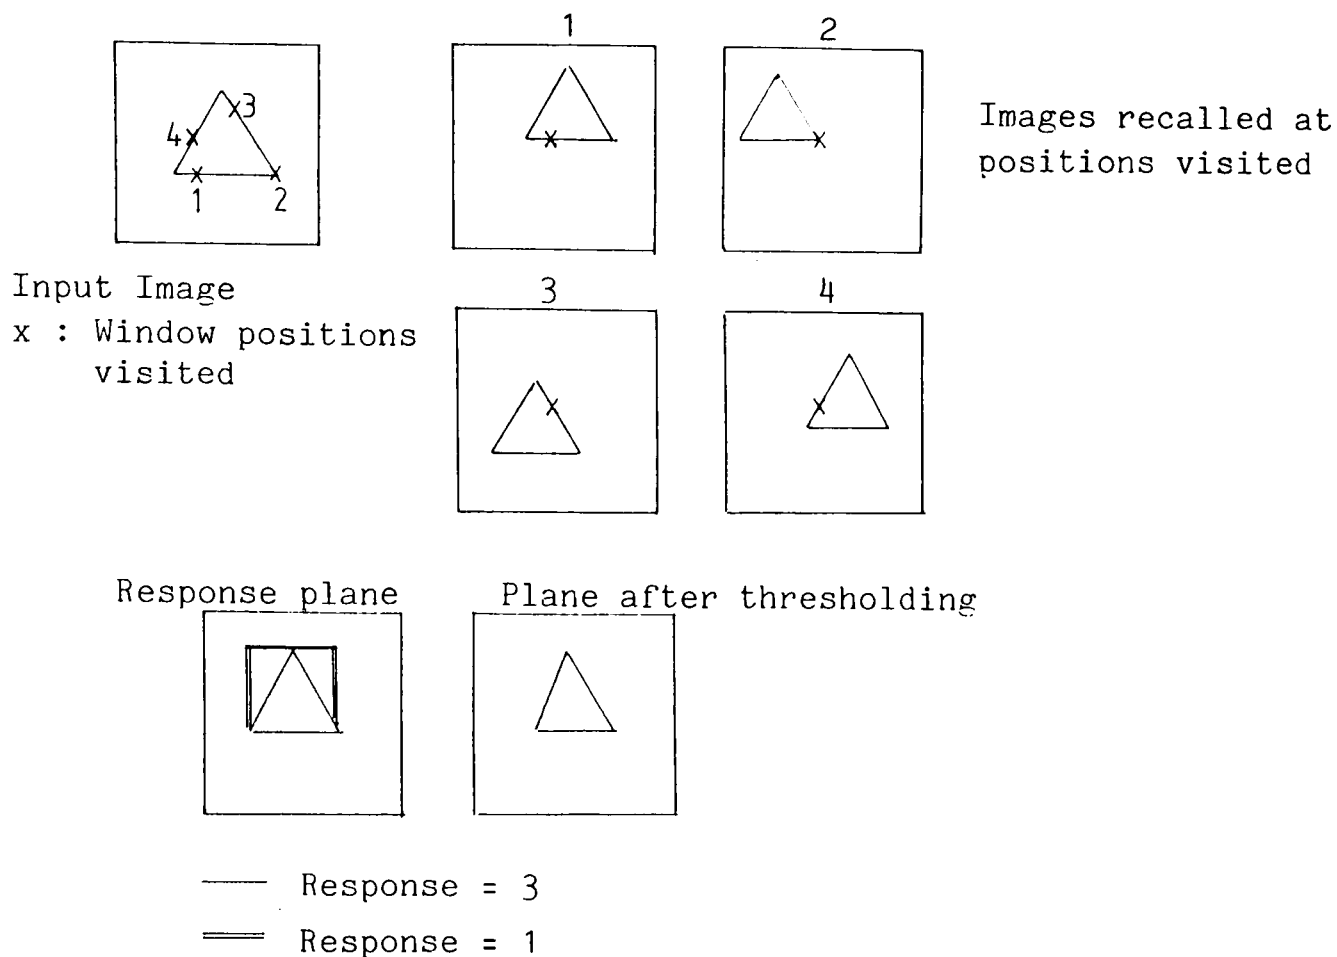 1
2
3
4
1
2
Images recalled at
positions visited
Input Image
x : Window positions
visited
3
4
Response plane
Plane after thresholding
Response = 3
Response = 1